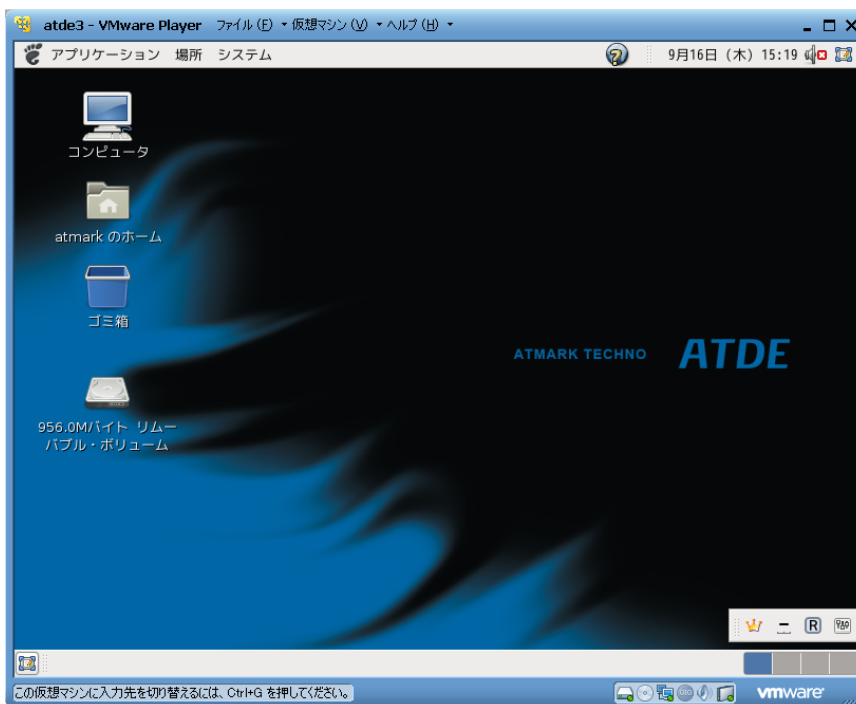 atde3 - VMware Player ファイル(F) 仮想マシン(V) ヘルプ(H)
アプリケーション 場所 システム 9月16日 (木) 15:19
コンピュータ
atmark のホーム
ゴミ箱
ATMARK TECHNO ATDE
956.0Mバイト リムー
バブル・ボリューム
R
この仮想マシンに入力先を切り替えるには、Ctrl+G を押してください。 vmware